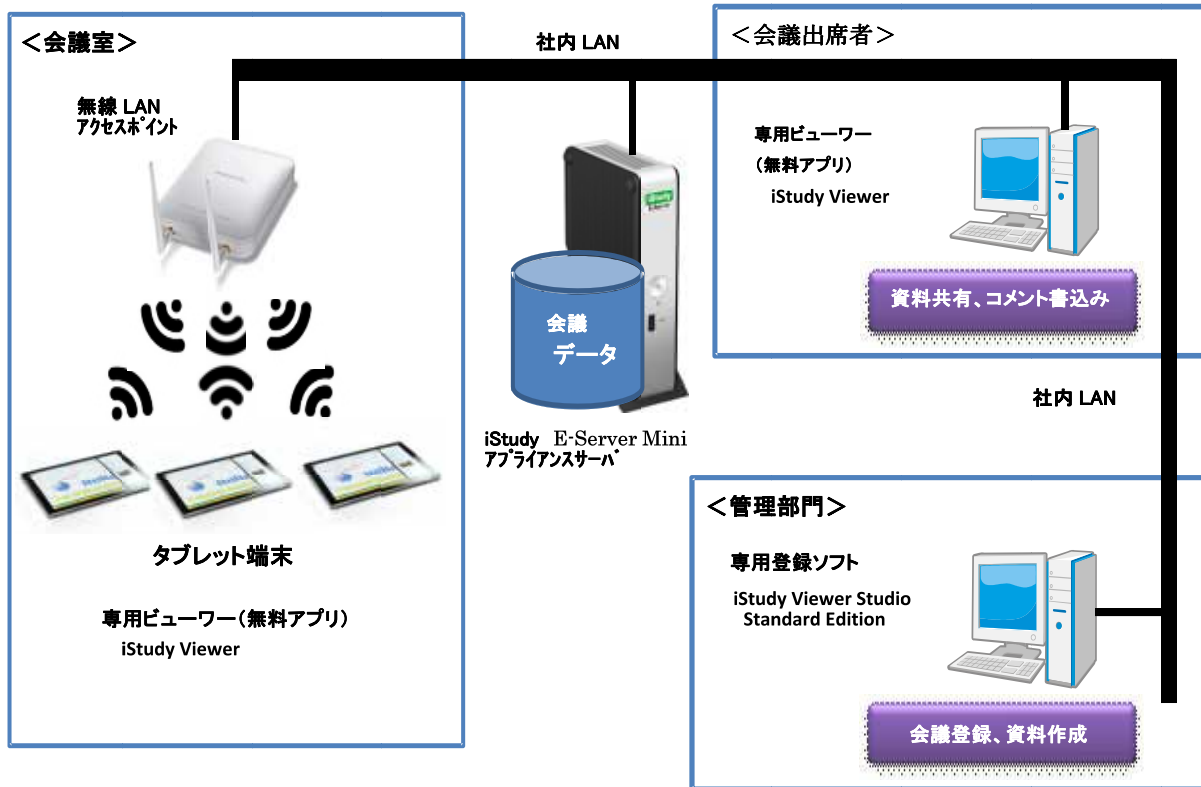 ＜会議室＞
無線 LAN
アクセスポイント
タブレット端末
専用ビューワー（無料アプリ）
iStudy Viewer
社内 LAN
iStudy
会議
データ
iStudy E-Server Mini
アプライアンスサーバ
＜会議出席者＞
専用ビューワー
（無料アプリ）
iStudy Viewer
資料共有、コメント書込み
社内 LAN
＜管理部門＞
専用登録ソフト
iStudy Viewer Studio
Standard Edition
会議登録、資料作成